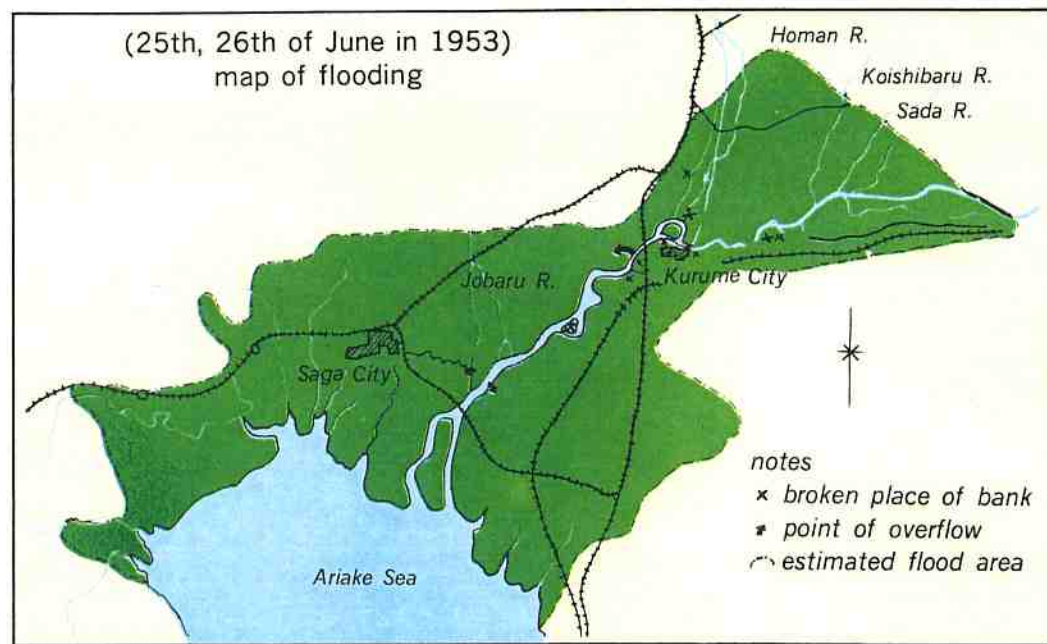 (25th, 26th of June in 1953)
map of flooding
Homan R.
Koishibaru R.
Sada R.
Jobaru R.
Kurume City
Saga City
Ariake Sea
notes
× broken place of bank
point of overflow
estimated flood area